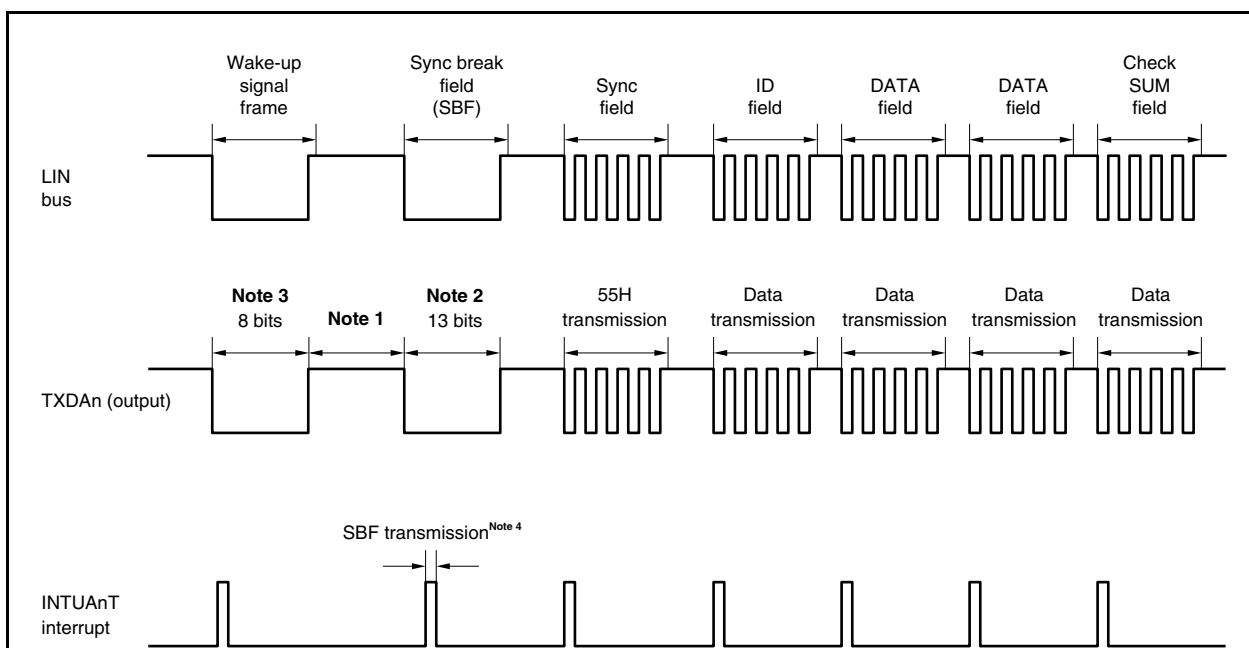 Wake-up
signal
frame
Sync break
field
(SBF)
Sync
field
ID
field
DATA
field
DATA
field
Check
SUM
field
LIN
bus
Note 3
8 bits
Note 1
Note 2
13 bits
55H
transmission
Data
transmission
Data
transmission
Data
transmission
Data
transmission
TXDAn (output)
SBF transmission Note 4
INTUAnT
interrupt